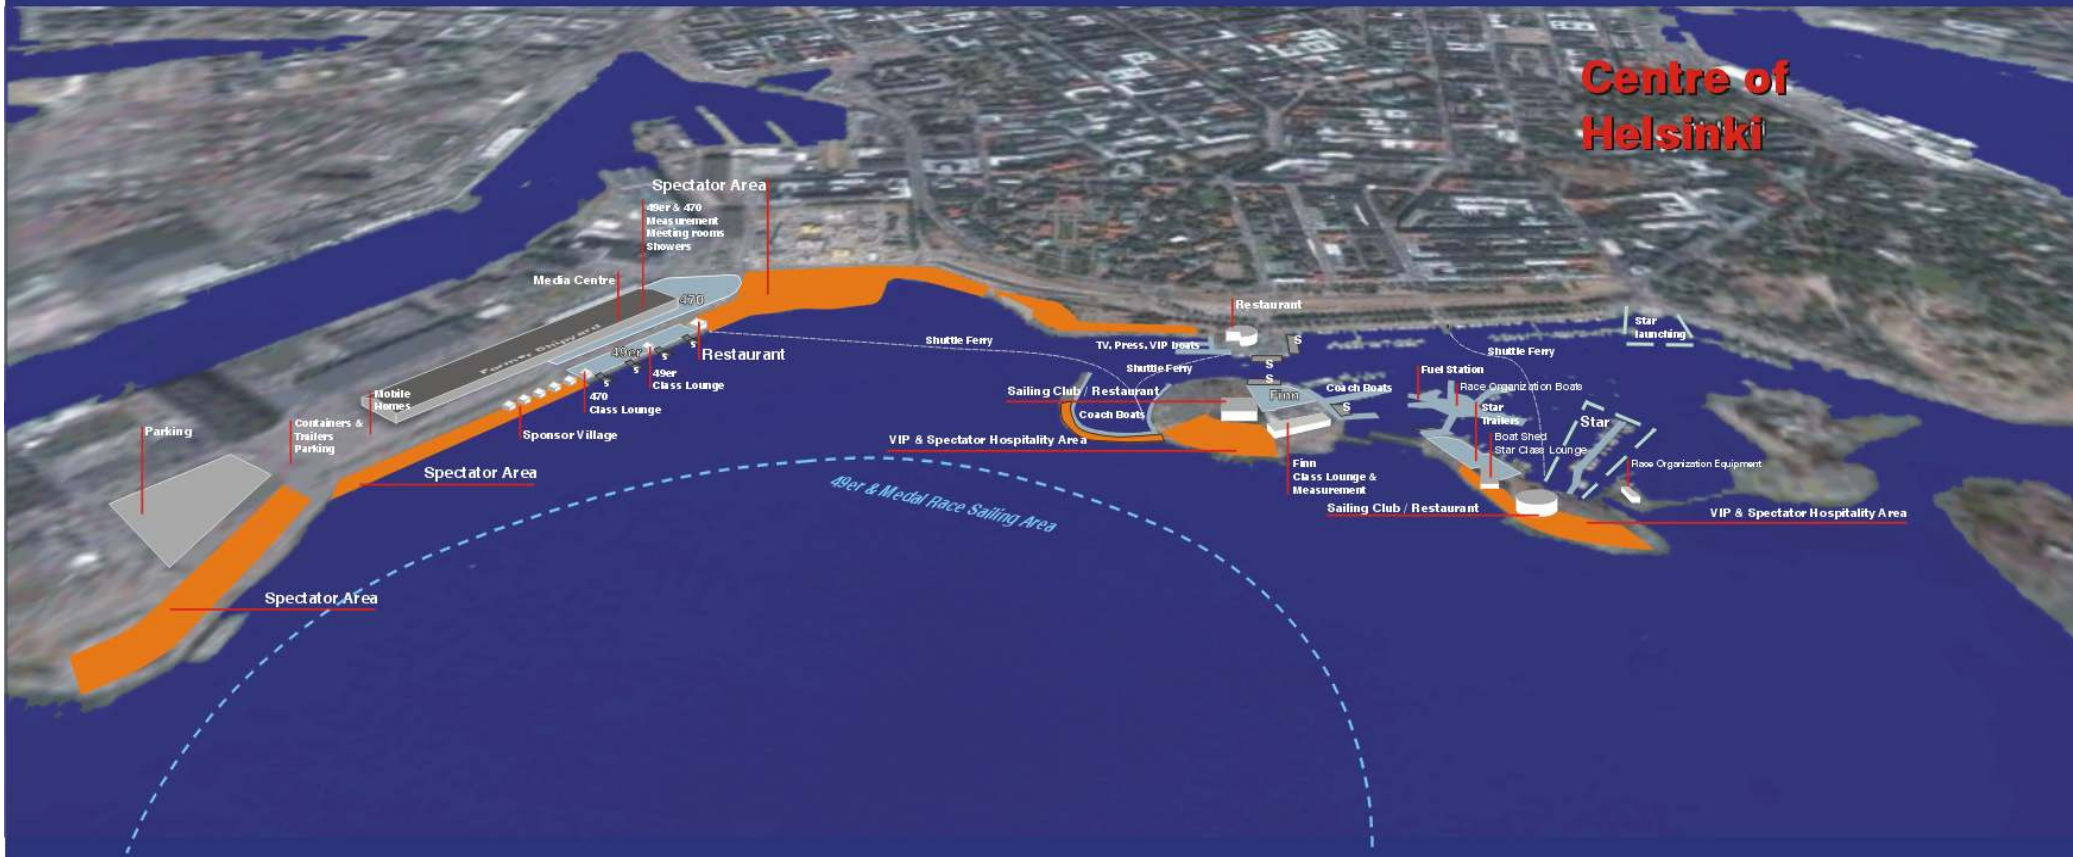 Centre of
Helsinki
Spectator Area
49er & 470
Measurement
Meeting rooms
Showers
Media Centre
470
Former Shipyard
49er
Restaurant
S
S
S
S
49er
Class Lounge
470
Class Lounge
Mobile
Homes
Containers &
Trailers
Parking
Parking
Sponsor Village
Spectator Area
Spectator Area
49er & Medal Race Sailing Area
Shuttle Ferry
Restaurant
TV, Press, VIP boats
Shuttle Ferry
S
S
S
Sailing Club / Restaurant
Finn
Coach Boats
S
Coach Boats
VIP & Spectator Hospitality Area
Finn
Class Lounge &
Measurement
Star
launching
Shuttle Ferry
Fuel Station
Race Organization Boats
Star
Trailers
Star
Boat Shed
Star Class Lounge
Race Organization Equipment
Sailing Club / Restaurant
VIP & Spectator Hospitality Area